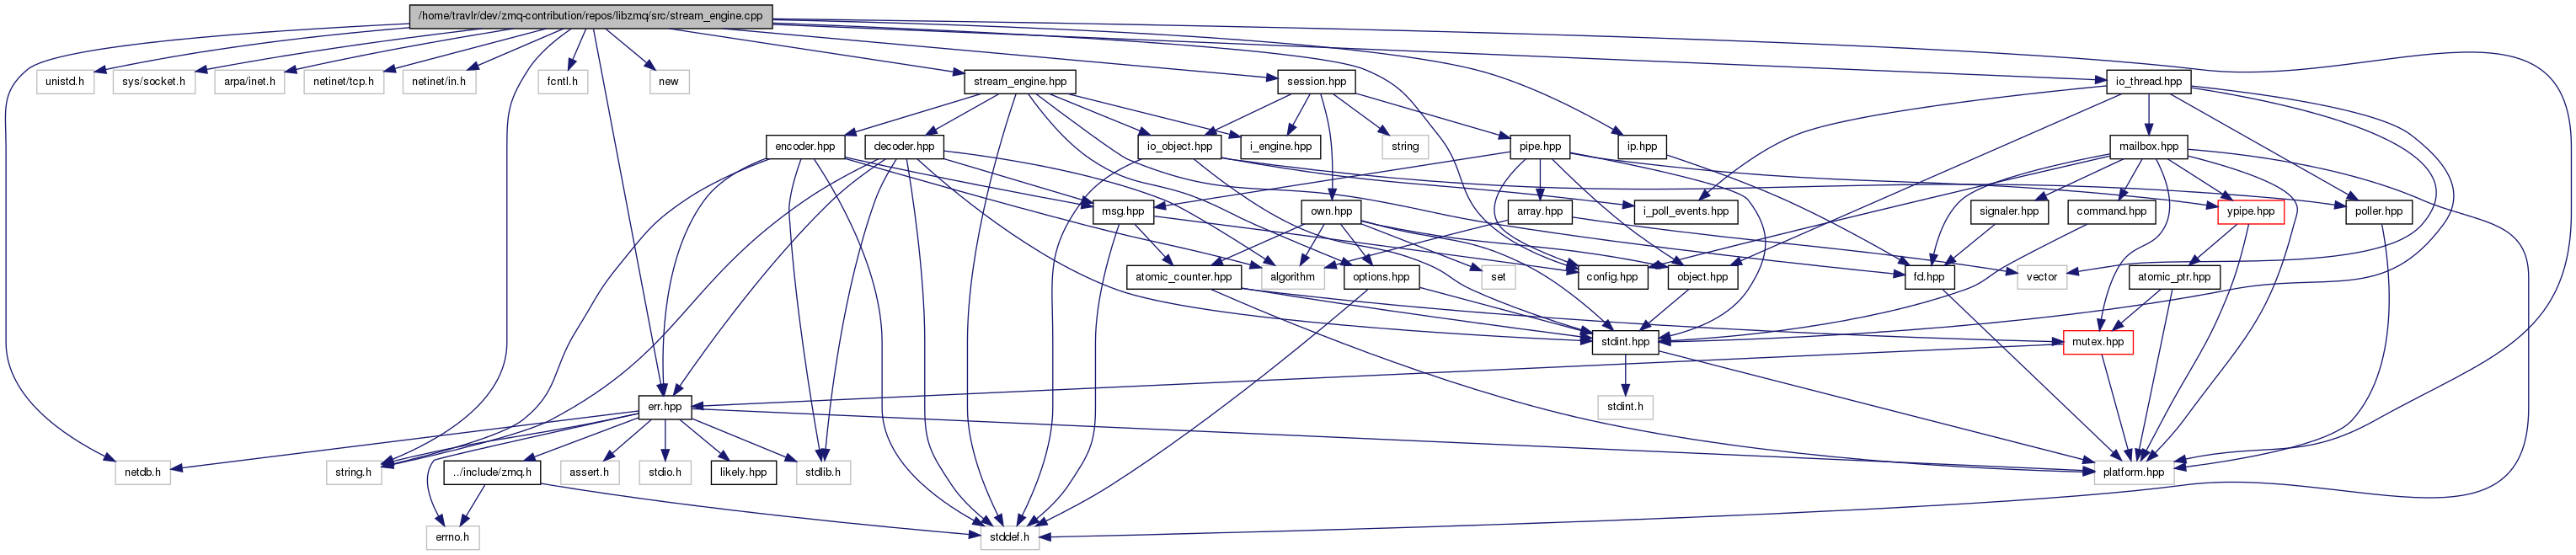 /home/travlr/dev/zmq-contribution/repos/libzmq/src/stream_engine.cpp
unistd.h
sys/socket.h
arpa/inet.h
netinet/tcp.h
netinet/in.h
fcntl.h
new
stream_engine.hpp
session.hpp
io_thread.hpp
encoder.hpp
decoder.hpp
io_object.hpp
i_engine.hpp
string
pipe.hpp
ip.hpp
mailbox.hpp
msg.hpp
own.hpp
array.hpp
i_poll_events.hpp
signaler.hpp
command.hpp
ypipe.hpp
poller.hpp
atomic_counter.hpp
algorithm
options.hpp
set
config.hpp
object.hpp
fd.hpp
vector
atomic_ptr.hpp
stdint.hpp
mutex.hpp
err.hpp
stdint.h
netdb.h
string.h
../include/zmq.h
assert.h
stdio.h
likely.hpp
stdlib.h
platform.hpp
errno.h
stddef.h